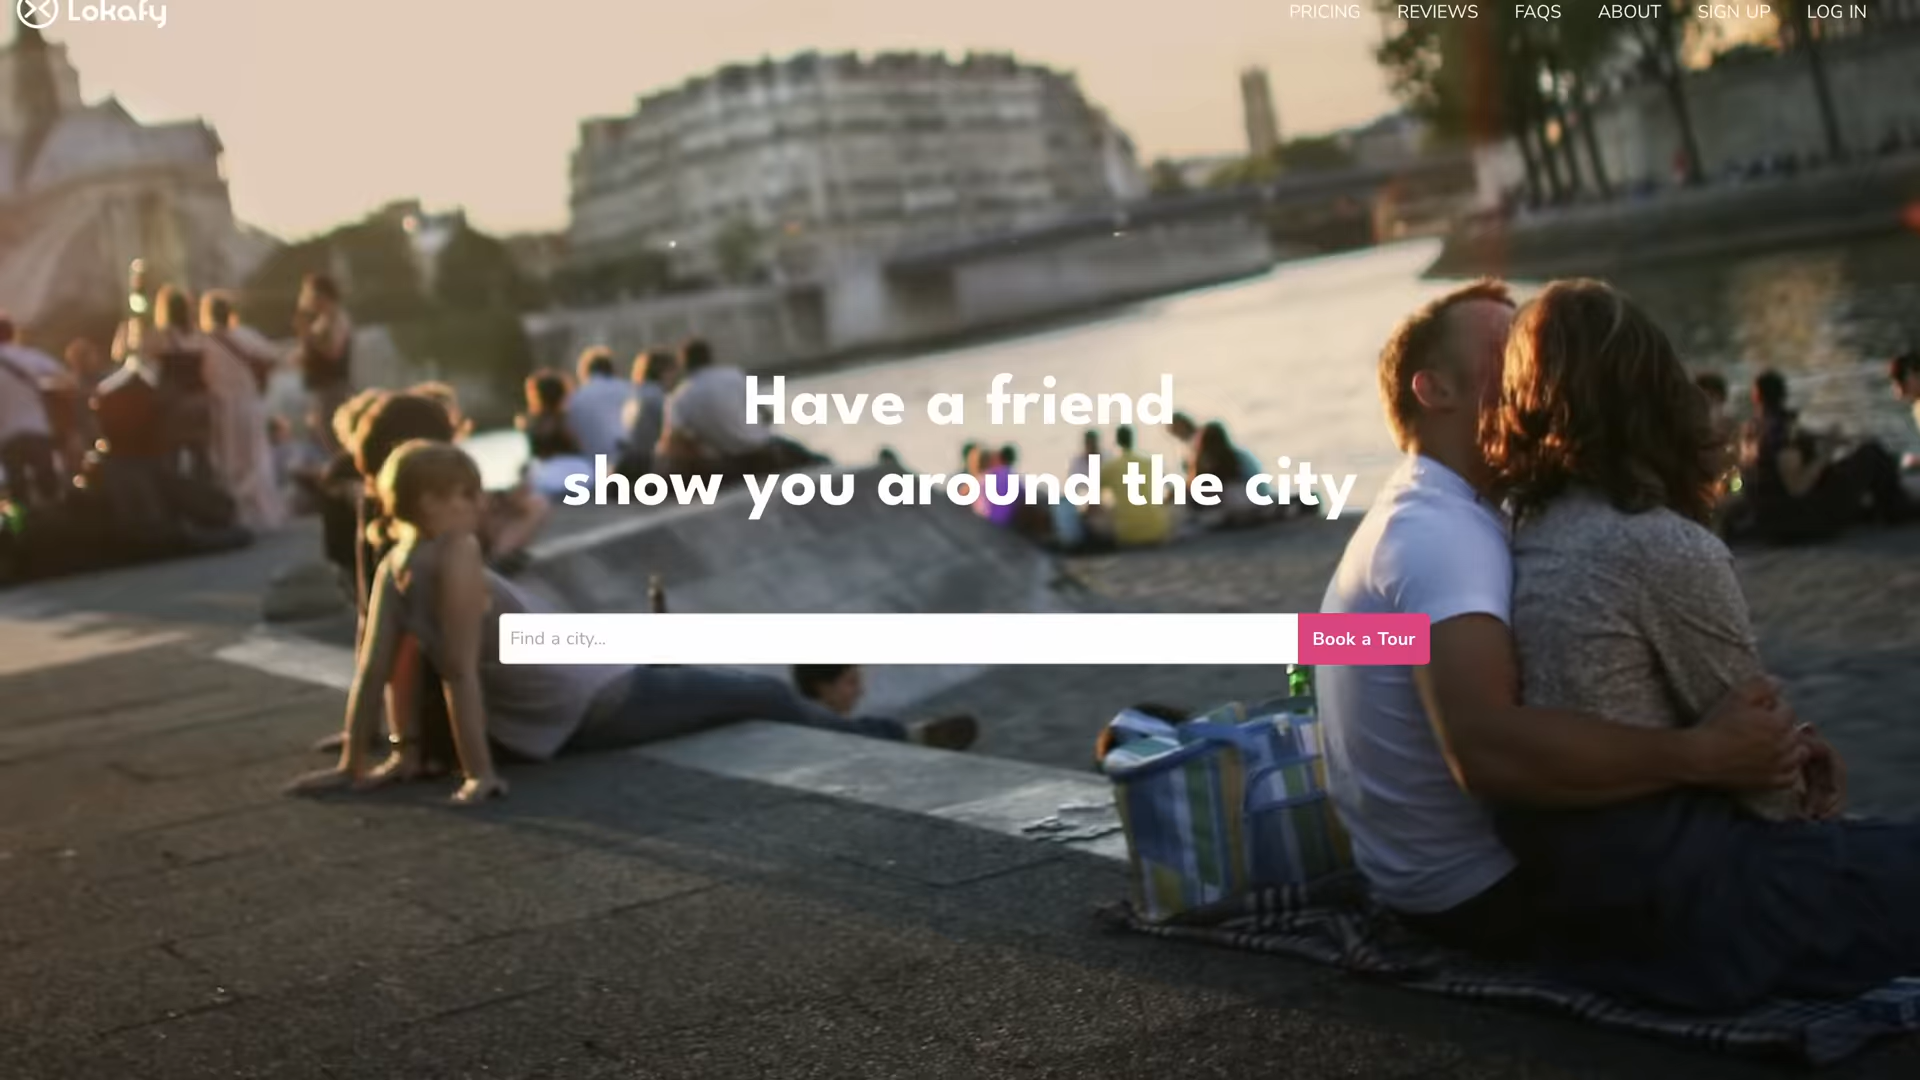 Lokafy
PRICING REVIEWS FAQS ABOUT SIGN UP LOG IN
Have a friend
show you around the city
Find a city...
Book a Tour